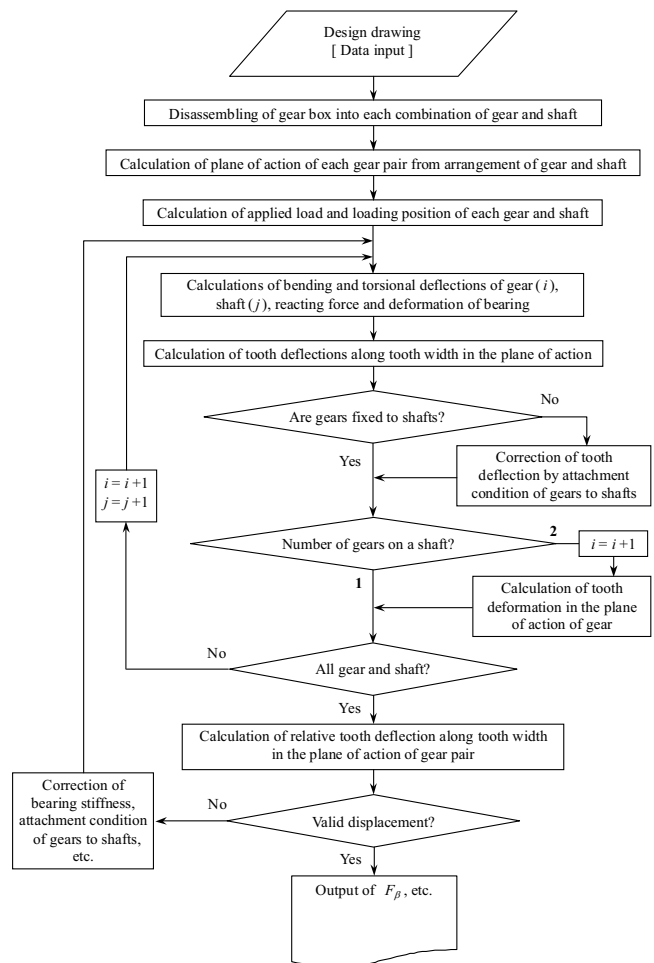 Design drawing
[ Data input ]
Disassembling of gear box into each combination of gear and shaft
Calculation of plane of action of each gear pair from arrangement of gear and shaft
Calculation of applied load and loading position of each gear and shaft
Calculations of bending and torsional deflections of gear (i),
shaft (j), reacting force and deformation of bearing
Calculation of tooth deflections along tooth width in the plane of action
Are gears fixed to shafts?
No
Yes
Correction of tooth
deflection by attachment
condition of gears to shafts
i = i +1
j = j +1
Number of gears on a shaft?
2
i = i +1
1
Calculation of tooth
deformation in the plane
of action of gear
All gear and shaft?
No
Yes
Calculation of relative tooth deflection along tooth width
in the plane of action of gear pair
Correction of
bearing stiffness,
attachment condition
of gears to shafts,
etc.
No
Valid displacement?
Yes
Output of Fβ, etc.